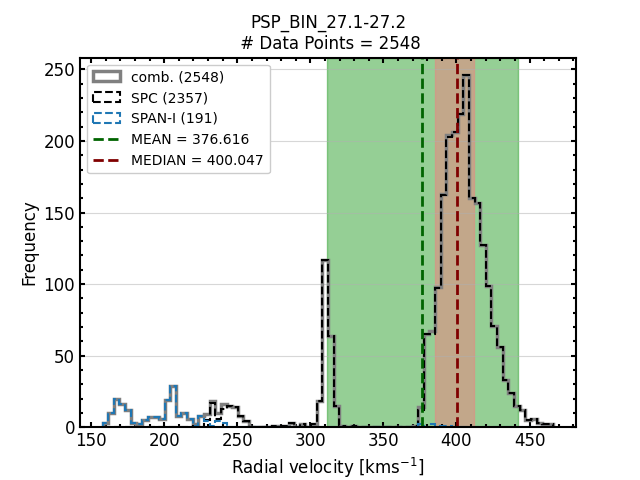 PSP_BIN_27.1-27.2
# Data Points = 2548
comb. (2548)
SPC (2357)
SPAN-I (191)
MEAN = 376.616
MEDIAN = 400.047
250
200
150
100
50
0
Frequency
150 200 250 300 350 400 450
Radial velocity [kms⁻¹]